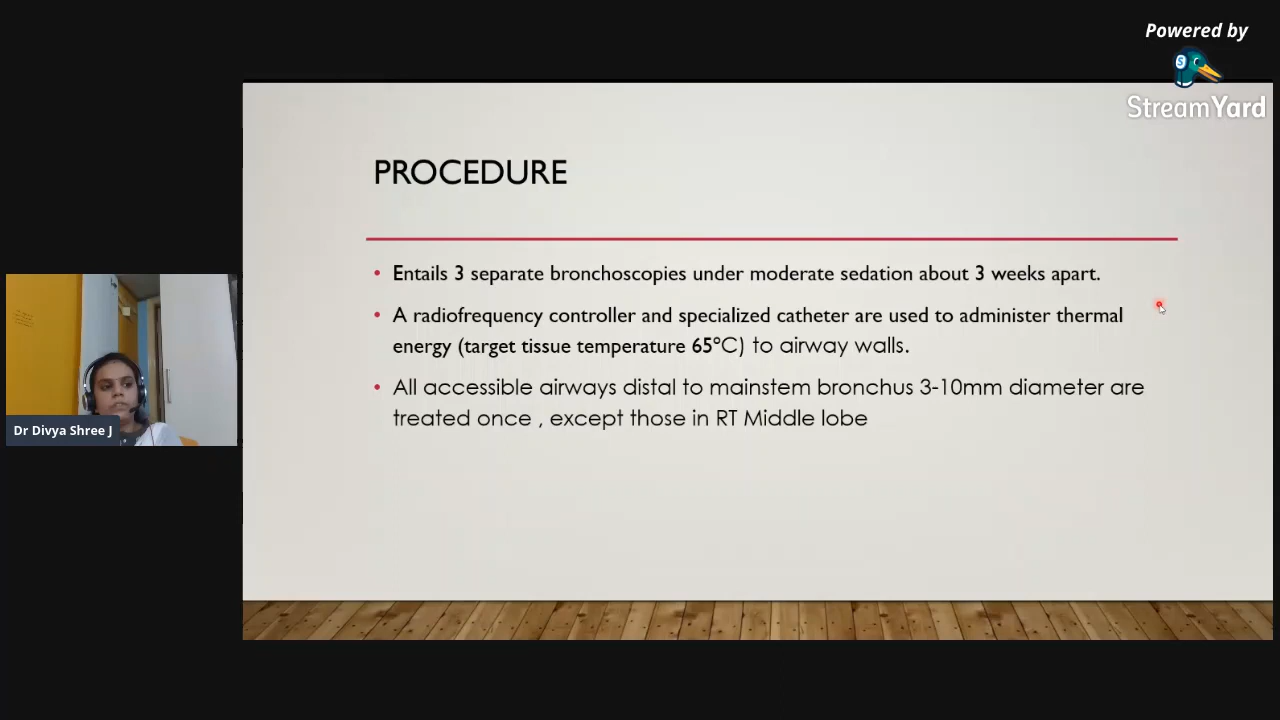 Powered by
StreamYard
PROCEDURE
• Entails 3 separate bronchoscopies under moderate sedation about 3 weeks apart.
• A radiofrequency controller and specialized catheter are used to administer thermal
energy (target tissue temperature 65°C) to airway walls.
• All accessible airways distal to mainstem bronchus 3-10mm diameter are
treated once , except those in RT Middle lobe
Dr Divya Shree J